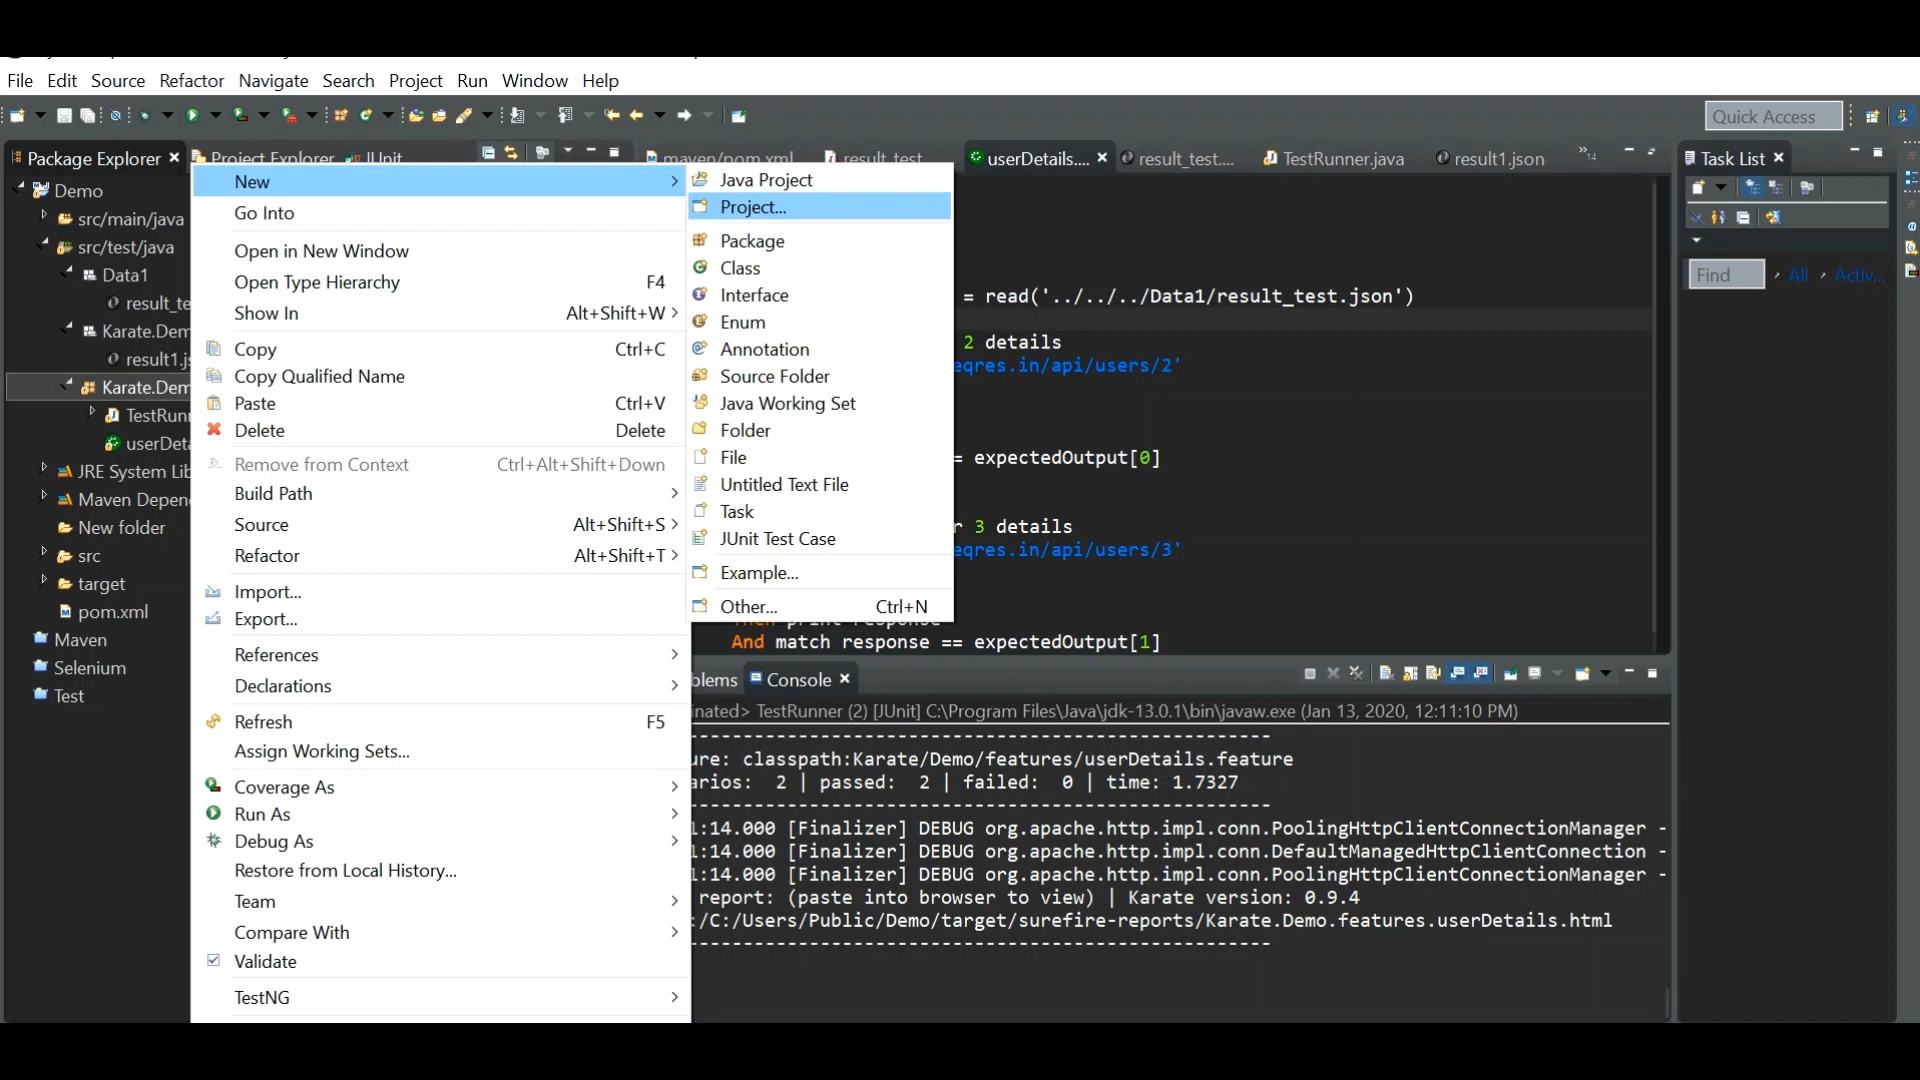 File Edit Source Refactor Navigate Search Project Run Window Help
Quick Access
Package Explorer
Project Explorer JUnit
maven/pom.xml result_test userDetails.... result_test.... TestRunner.java result1.json 14
Task List
Demo
src/main/java
src/test/java
Data1
result_te
Karate.Dem
result1.js
Karate.Dem
TestRunn
userDeta
JRE System Lib
Maven Depen
New folder
src
target
pom.xml
Maven
Selenium
Test
New
Go Into
Open in New Window
Open Type Hierarchy F4
Show In Alt+Shift+W
Copy Ctrl+C
Copy Qualified Name
Paste Ctrl+V
Delete Delete
Remove from Context Ctrl+Alt+Shift+Down
Build Path
Source Alt+Shift+S
Refactor Alt+Shift+T
Import...
Export...
References
Declarations
Refresh F5
Assign Working Sets...
Coverage As
Run As
Debug As
Restore from Local History...
Team
Compare With
Validate
TestNG
Java Project
Project...
Package
Class
Interface
Enum
Annotation
Source Folder
Java Working Set
Folder
File
Untitled Text File
Task
JUnit Test Case
Example...
Other... Ctrl+N
= read('../../../Data1/result_test.json')
2 details
eqres.in/api/users/2'
= expectedOutput[0]
r 3 details
eqres.in/api/users/3'
Then print response
And match response == expectedOutput[1]
Find All Activ...
blems Console
inated> TestRunner (2) [JUnit] C:\Program Files\Java\jdk-13.0.1\bin\javaw.exe (Jan 13, 2020, 12:11:10 PM)
---------------------------------------------------------
ure: classpath:Karate/Demo/features/userDetails.feature
arios: 2 | passed: 2 | failed: 0 | time: 1.7327
---------------------------------------------------------
1:14.000 [Finalizer] DEBUG org.apache.http.impl.conn.PoolingHttpClientConnectionManager -
1:14.000 [Finalizer] DEBUG org.apache.http.impl.conn.DefaultManagedHttpClientConnection -
1:14.000 [Finalizer] DEBUG org.apache.http.impl.conn.PoolingHttpClientConnectionManager -
report: (paste into browser to view) | Karate version: 0.9.4
:/C:/Users/Public/Demo/target/surefire-reports/Karate.Demo.features.userDetails.html
---------------------------------------------------------